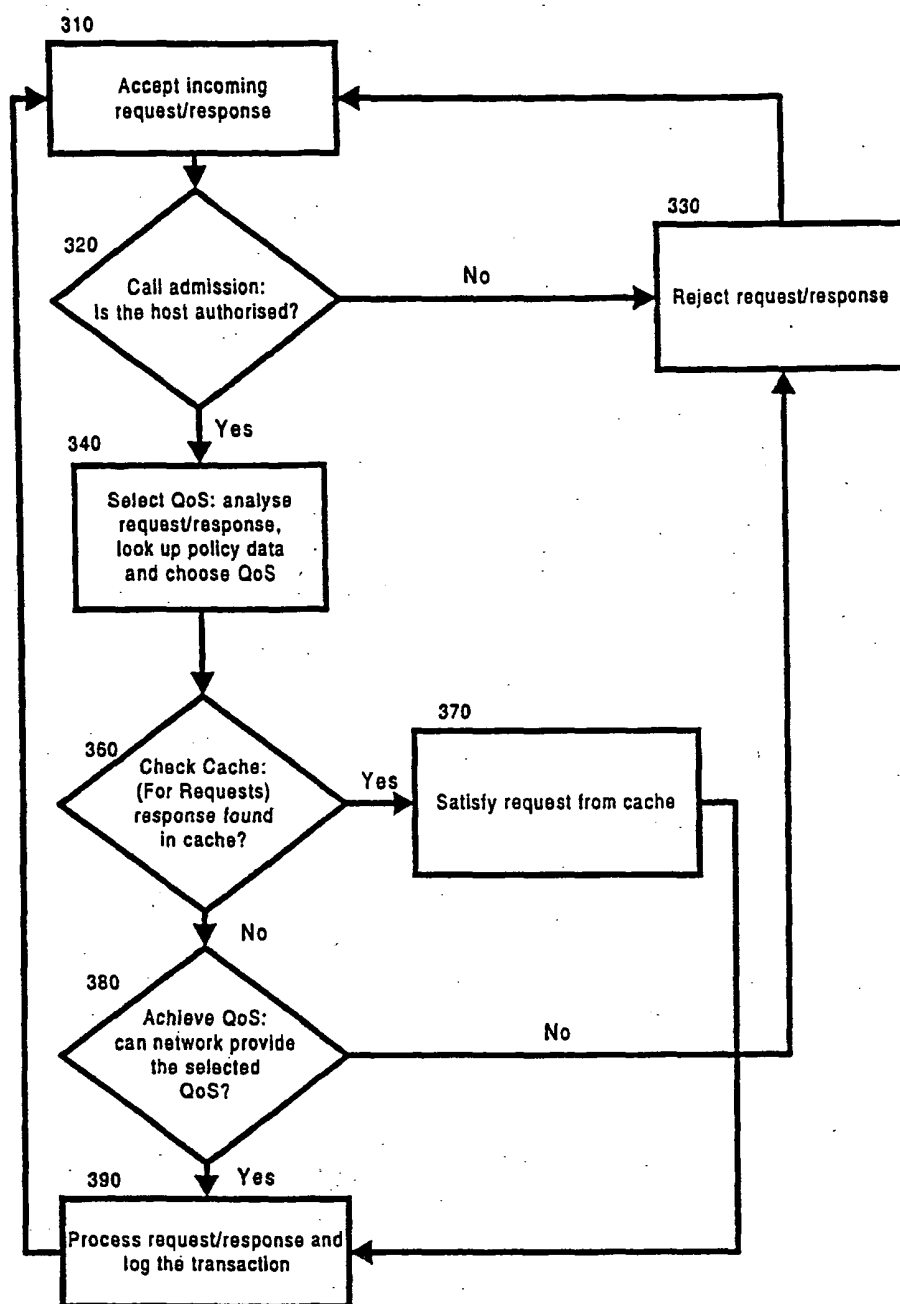 310
Accept incoming
request/response
320
Call admission:
Is the host authorised?
No
330
Reject request/response
Yes
340
Select QoS: analyse
request/response,
look up policy data
and choose QoS
360
Check Cache:
(For Requests)
response found
in cache?
Yes
370
Satisfy request from cache
No
380
Achieve QoS:
can network provide
the selected
QoS?
No
Yes
390
Process request/response and
log the transaction